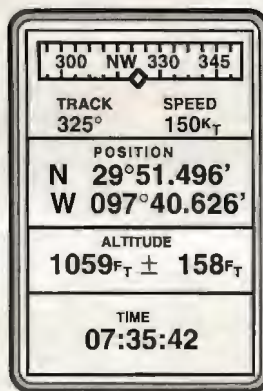 300 NW 330 345
TRACK SPEED
325° 150KT
POSITION
N 29°51.496'
W 097°40.626'
ALTITUDE
1059FT ± 158FT
TIME
07:35:42